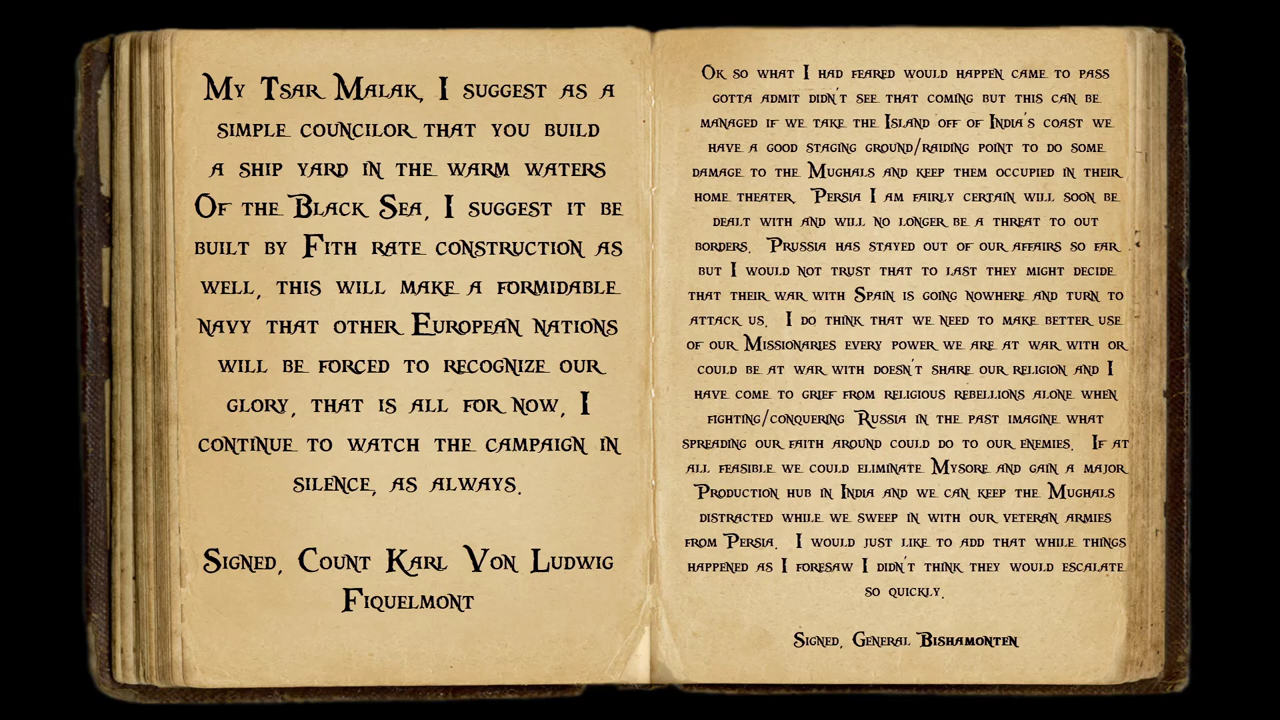 My Tsar Malak, I suggest as a
simple councilor that you build
a ship yard in the warm waters
Of the Black Sea, I suggest it be
built by Fith rate construction as
well, this will make a formidable
navy that other European nations
will be forced to recognize our
glory, that is all for now, I
continue to watch the campaign in
silence, as always.
Signed, Count Karl Von Ludwig
Fiquelmont
Ok so what I had feared would happen came to pass
gotta admit didn't see that coming but this can be
managed if we take the Island off of India's coast we
have a good staging ground/raiding point to do some
damage to the Mughals and keep them occupied in their
home theater. Persia I am fairly certain will soon be
dealt with and will no longer be a threat to out
borders. Prussia has stayed out of our affairs so far
but I would not trust that to last they might decide
that their war with Spain is going nowhere and turn to
attack us. I do think that we need to make better use
of our Missionaries every power we are at war with or
could be at war with doesn't share our religion and I
have come to grief from religious rebellions alone when
fighting/conquering Russia in the past imagine what
spreading our faith around could do to our enemies. If at
all feasible we could eliminate Mysore and gain a major
Production hub in India and we can keep the Mughals
distracted while we sweep in with our veteran armies
from Persia. I would just like to add that while things
happened as I foresaw I didn't think they would escalate
so quickly.
Signed, General Bishamonten